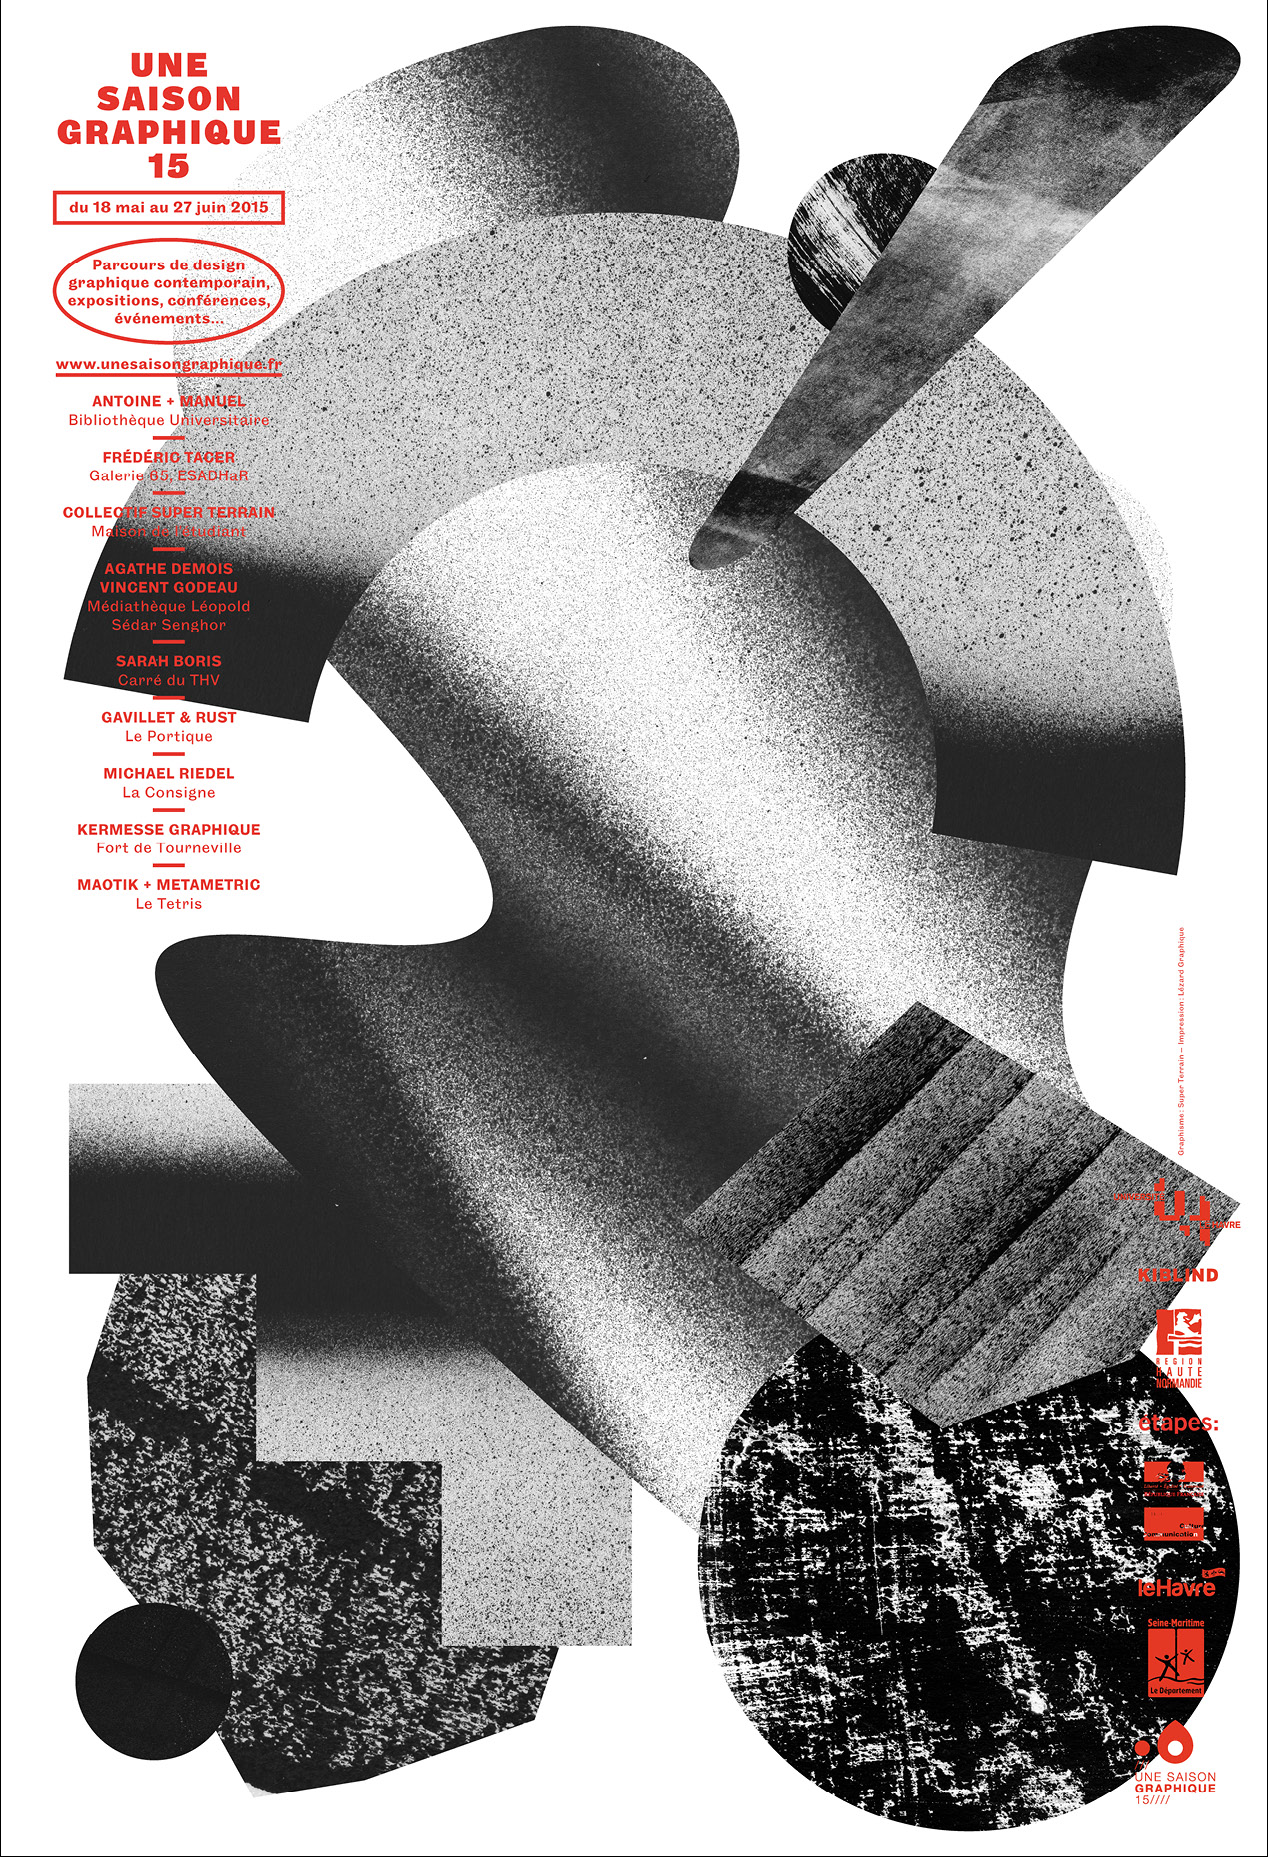 UNE
SAISON
GRAPHIQUE
15
du 18 mai au 27 juin 2015
Parcours de design
graphique contemporain,
expositions, conférences,
événements...
www.unesaisongraphique.fr
ANTOINE + MANUEL
Bibliothèque Universitaire
FRÉDÉRIC TACER
Galerie 65, ESADHaR
COLLECTIF SUPER TERRAIN
Maison de l'étudiant
AGATHE DEMOIS
VINCENT GODEAU
Médiathèque Léopold
Sédar Senghor
SARAH BORIS
Carré du THV
GAVILLET & RUST
Le Portique
MICHAEL RIEDEL
La Consigne
KERMESSE GRAPHIQUE
Fort de Tourneville
MAOTIK + METAMETRIC
Le Tetris
Graphisme : Super Terrain – Impression : Lézard Graphique
KIBLIND
REGION
HAUTE
NORMANDIE
étapes:
leHavre
Seine-Maritime
Le Département
UNE SAISON
GRAPHIQUE
15////